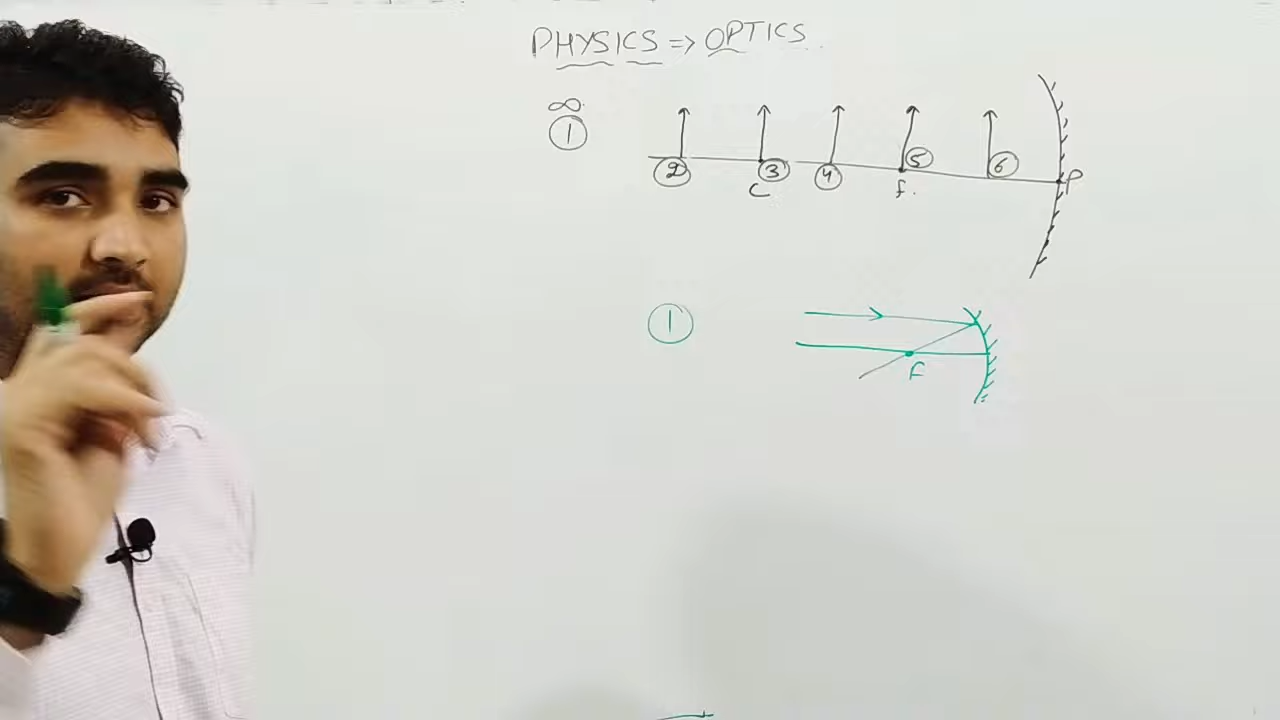 PHYSICS ⇒ OPTICS
∞
① ② ③ ④ ⑤ ⑥ P
C f.
①
F